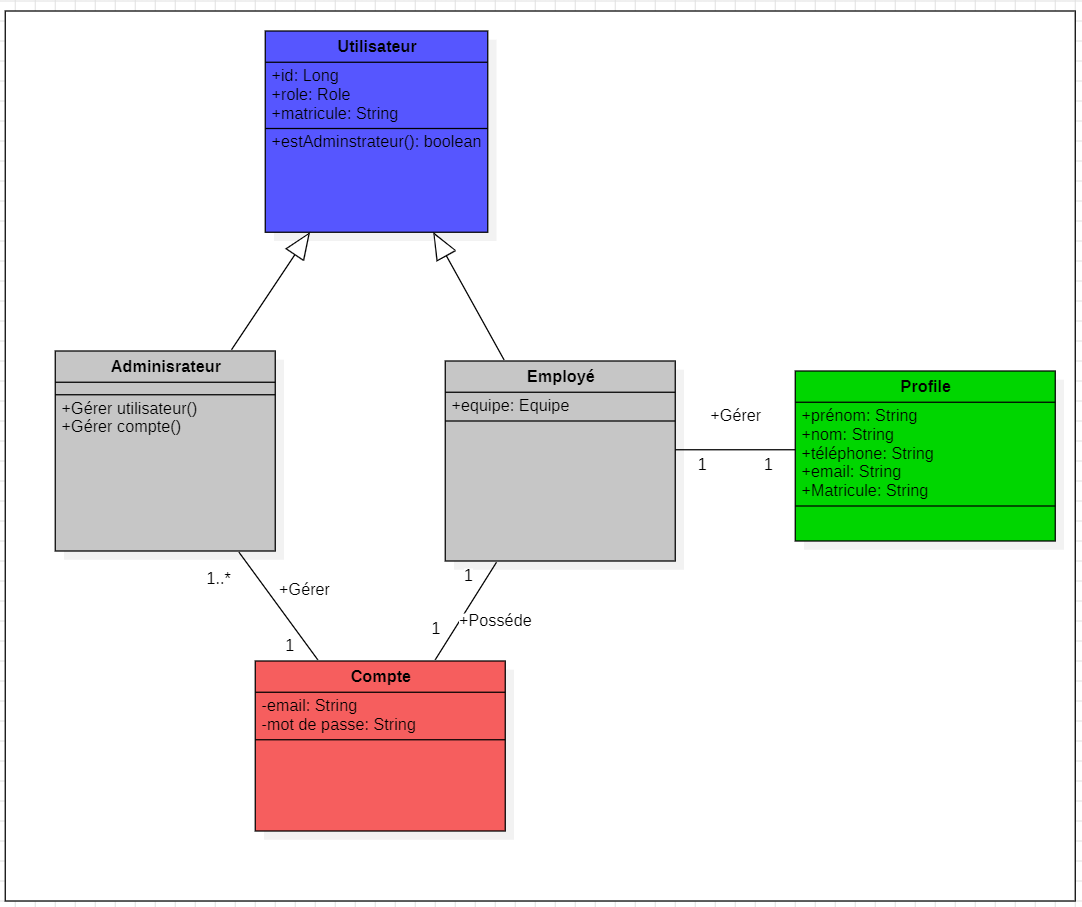 Utilisateur
+id: Long
+role: Role
+matricule: String
+estAdminstrateur(): boolean
Adminisrateur
+Gérer utilisateur()
+Gérer compte()
Employé
+equipe: Equipe
+Gérer
1
1
Profile
+prénom: String
+nom: String
+téléphone: String
+email: String
+Matricule: String
1..*
+Gérer
1
1
+Posséde
1
Compte
-email: String
-mot de passe: String